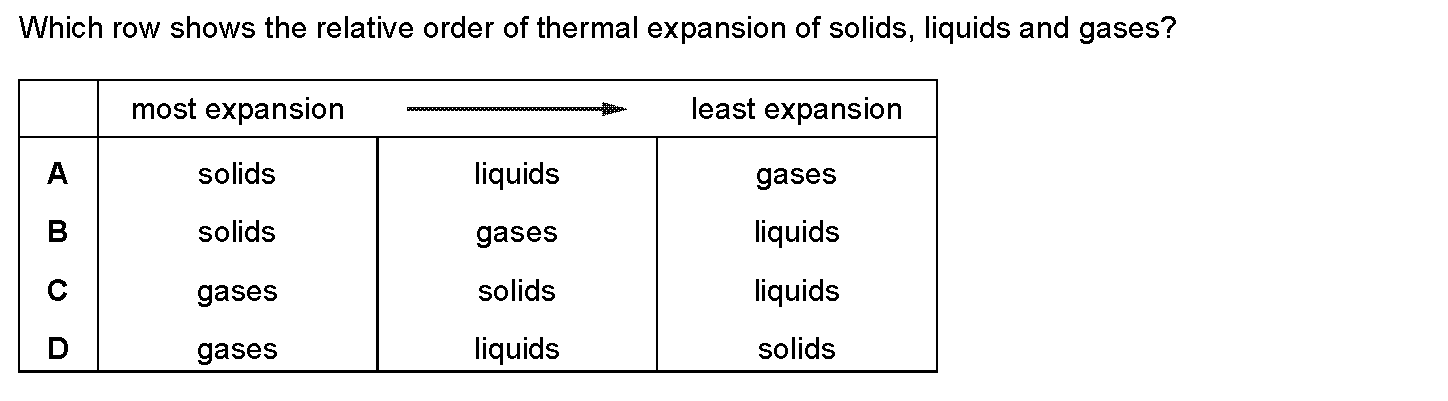 Which row shows the relative order of thermal expansion of solids, liquids and gases?
most expansion least expansion
A solids liquids gases
B solids gases liquids
C gases solids liquids
D gases liquids solids